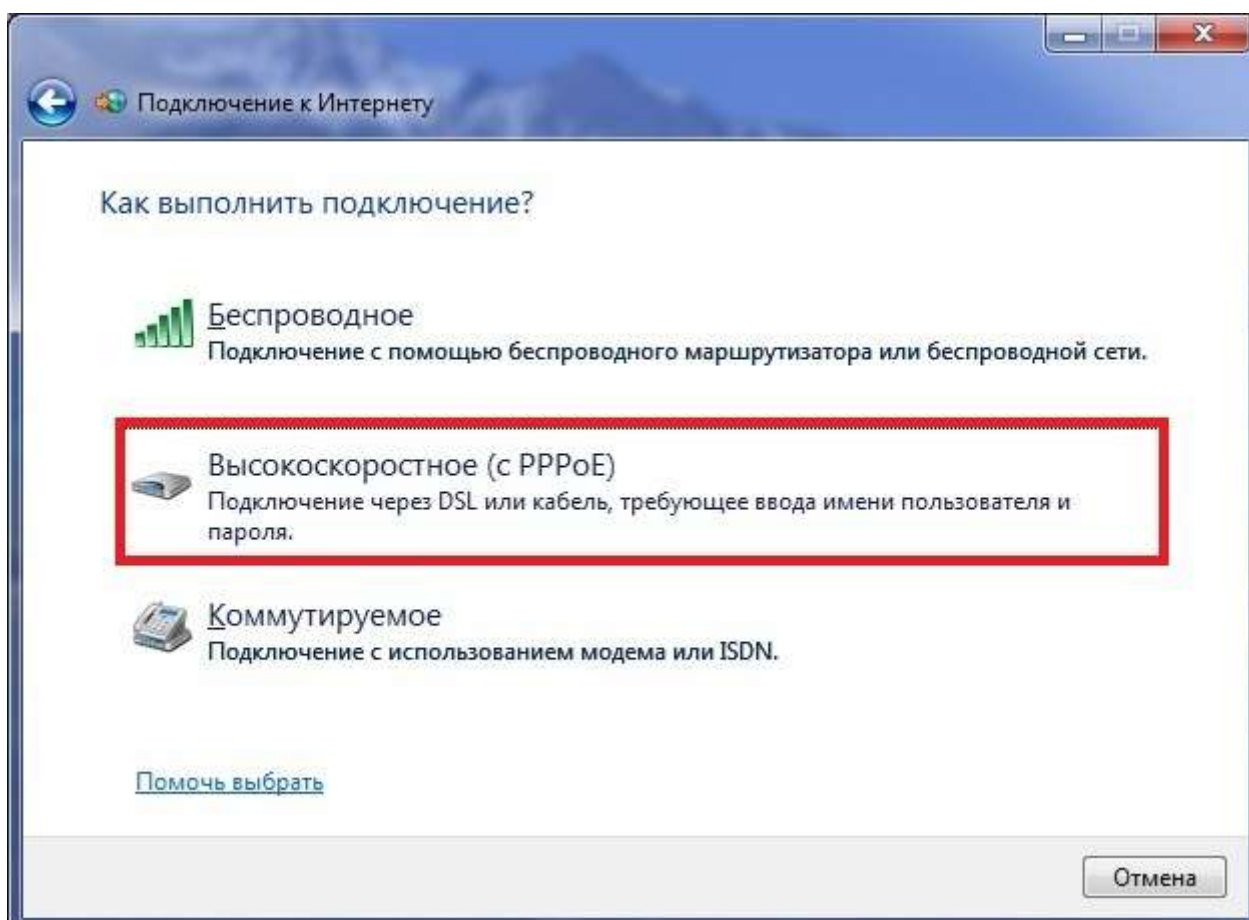 Подключение к Интернету
Как выполнить подключение?
Беспроводное
Подключение с помощью беспроводного маршрутизатора или беспроводной сети.
Высокоскоростное (с PPPoE)
Подключение через DSL или кабель, требующее ввода имени пользователя и
пароля.
Коммутируемое
Подключение с использованием модема или ISDN.
Помочь выбрать
Отмена